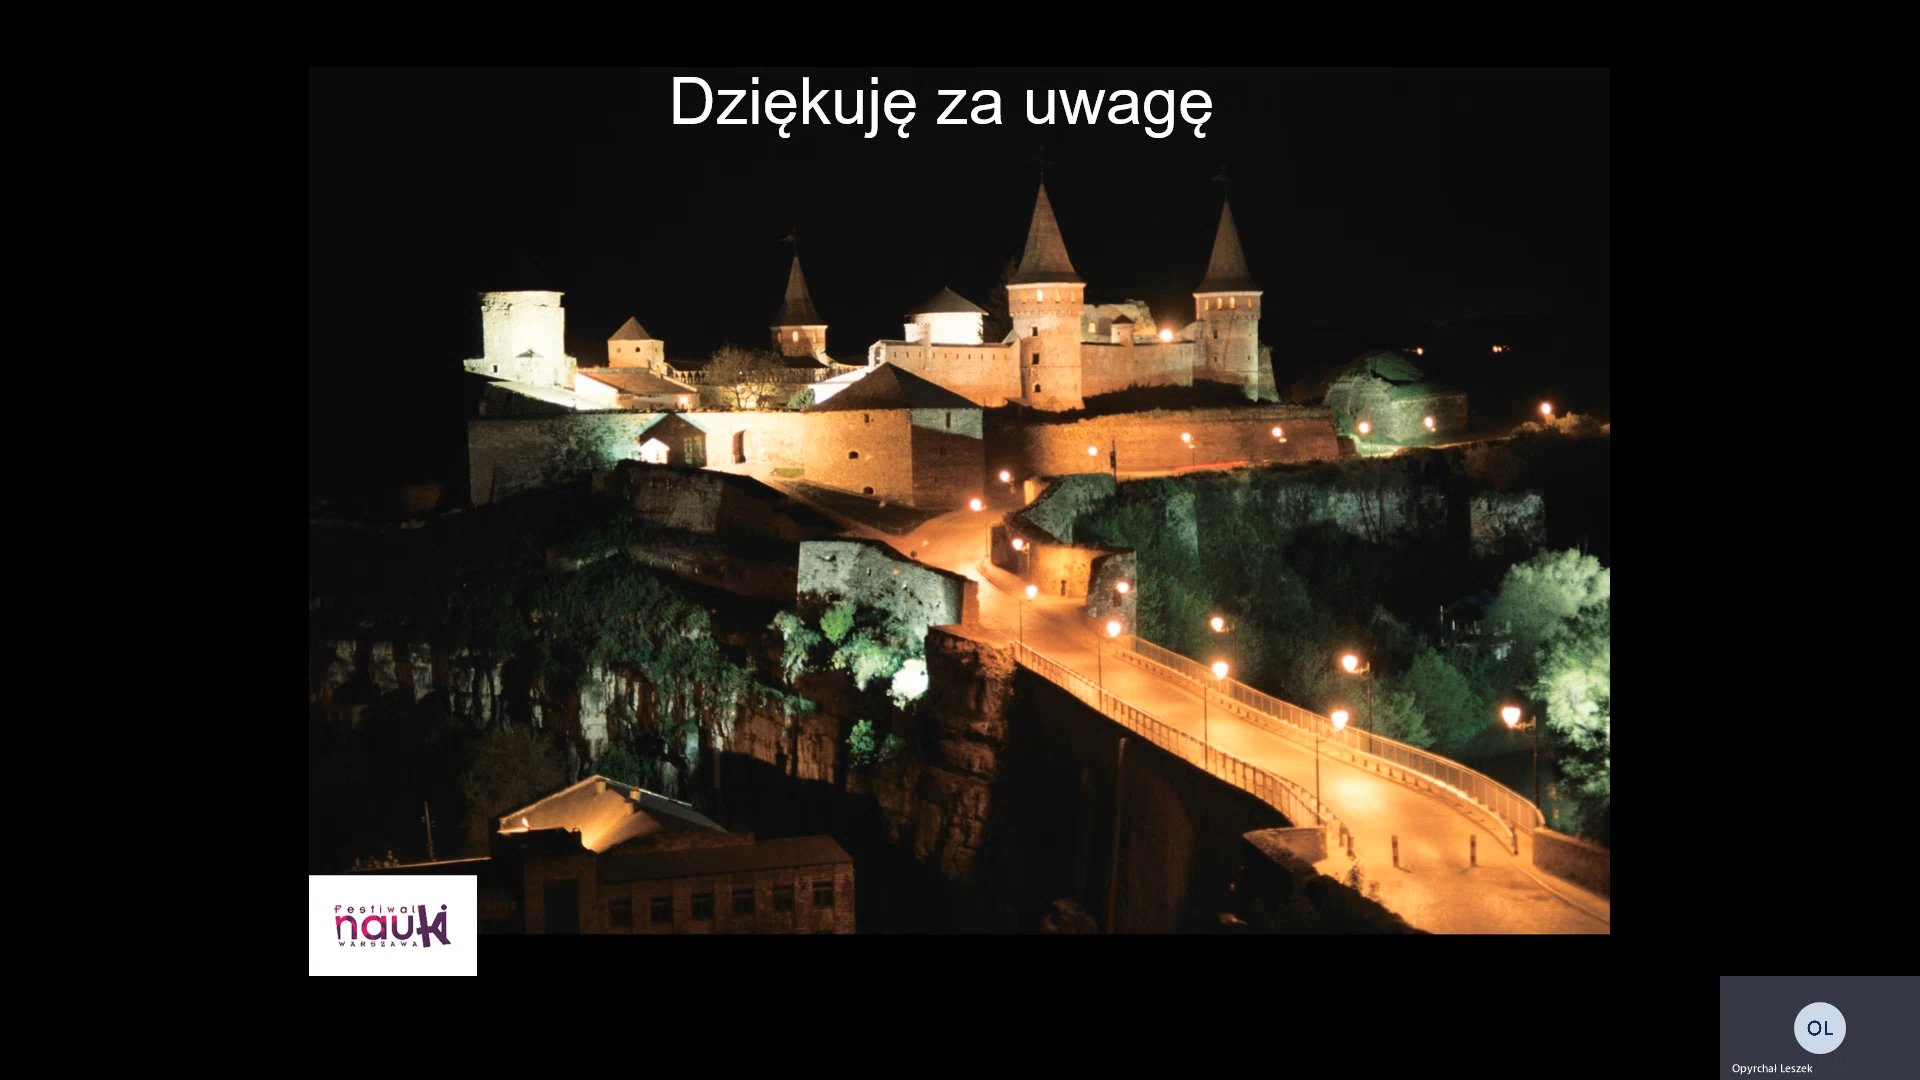 Dziękuję za uwagę
Festiwal
nauki
WARSZAWA
OL
Opyrchal Leszek